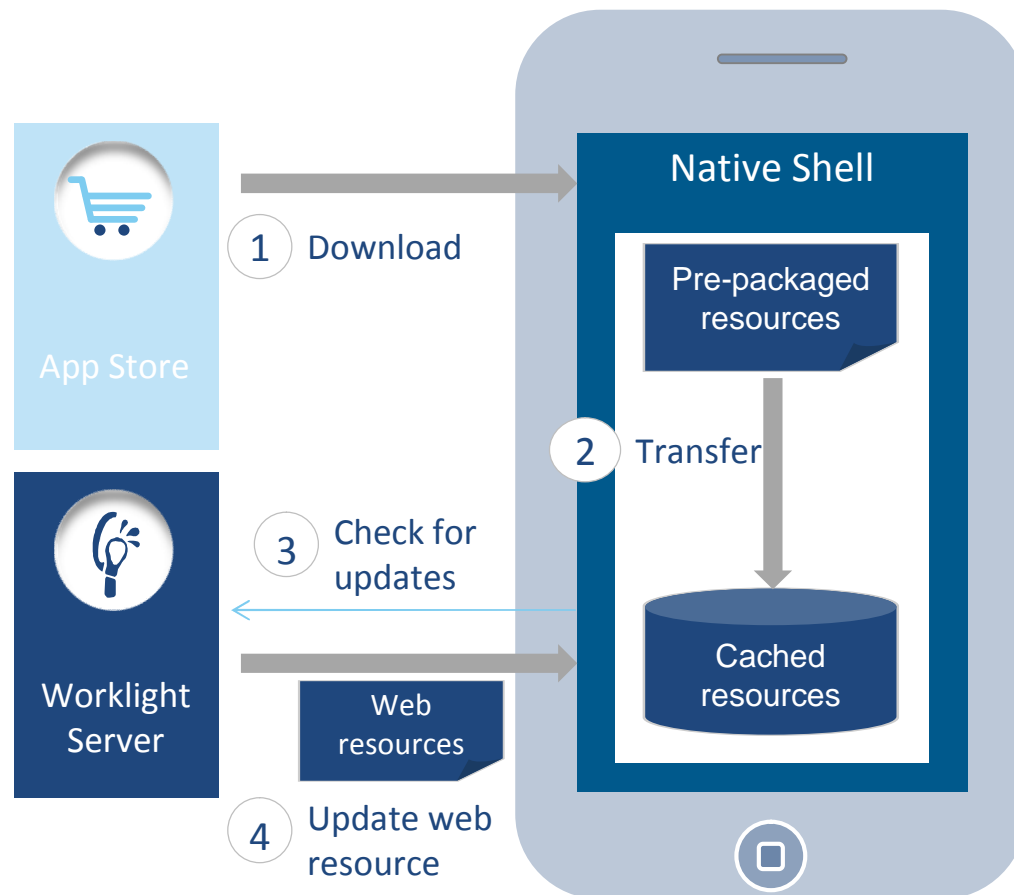 Native Shell
1
Download
App Store
Pre-packaged
resources
2
Transfer
3
Check for
updates
Worklight
Server
Web
resources
Cached
resources
4
Update web
resource